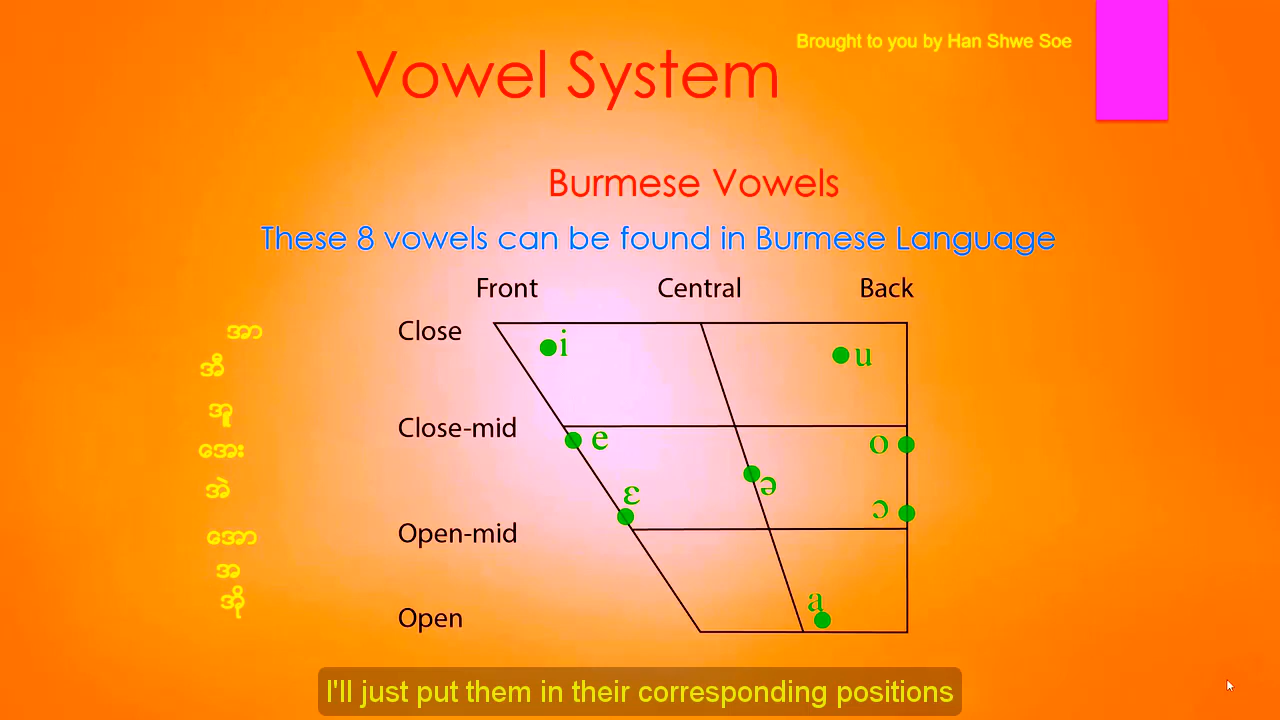 Brought to you by Han Shwe Soe
Vowel System
Burmese Vowels
These 8 vowels can be found in Burmese Language
Front Central Back
အာ
Close
i
u
အီ
အူ
Close-mid
e
o
အေး
အဲ
ə
ɛ
ɔ
Open-mid
အော
အ
အို
a
Open
I'll just put them in their corresponding positions